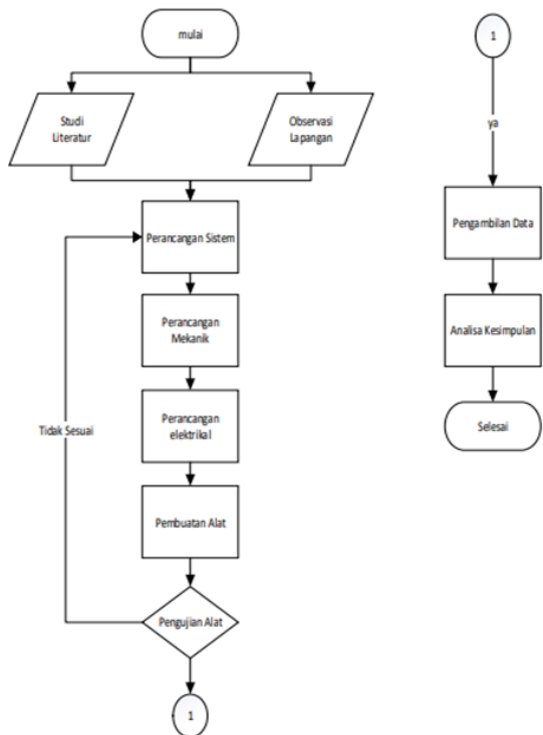 mulai
Studi
Literatur
Observasi
Lapangan
Perancangan Sistem
Perancangan
Mekanik
Perancangan
elektrikal
Tidak Sesuai
Pembuatan Alat
Pengujian Alat
1
1
ya
Pengambilan Data
Analisa Kesimpulan
Selesai